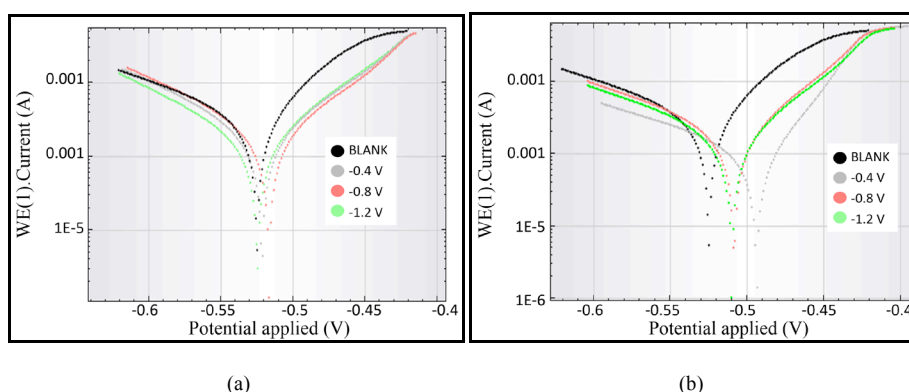 WE(1).Current (A)
0.001
0.001
1E-5
BLANK
-0.4 V
-0.8 V
-1.2 V
-0.6
-0.55
-0.5
-0.45
-0.4
Potential applied (V)
(a)
WE(1).Current (A)
0.001
0.001
1E-5
1E-6
BLANK
-0.4 V
-0.8 V
-1.2 V
-0.6
-0.55
-0.5
-0.45
-0.4
Potential applied (V)
(b)